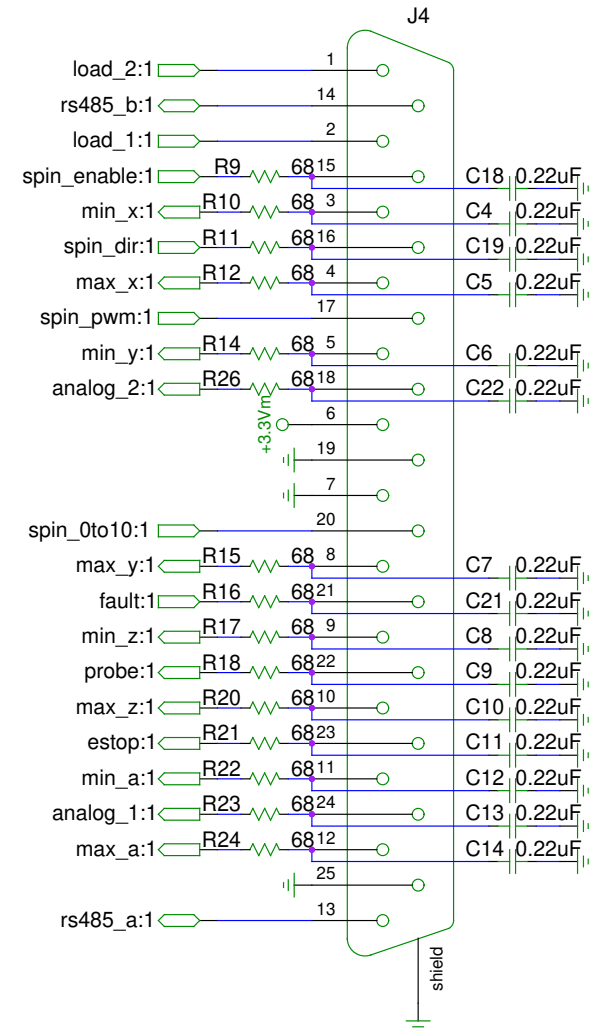 J4
load_2:1 1
rs485_b:1 14
load_1:1 2
spin_enable:1 R9 68 15 C18 0.22uF
min_x:1 R10 68 3 C4 0.22uF
spin_dir:1 R11 68 16 C19 0.22uF
max_x:1 R12 68 4 C5 0.22uF
spin_pwm:1 17
min_y:1 R14 68 5 C6 0.22uF
analog_2:1 R26 68 18 C22 0.22uF
+3.3Vm 6
19
7
spin_0to10:1 20
max_y:1 R15 68 8 C7 0.22uF
fault:1 R16 68 21 C21 0.22uF
min_z:1 R17 68 9 C8 0.22uF
probe:1 R18 68 22 C9 0.22uF
max_z:1 R20 68 10 C10 0.22uF
estop:1 R21 68 23 C11 0.22uF
min_a:1 R22 68 11 C12 0.22uF
analog_1:1 R23 68 24 C13 0.22uF
max_a:1 R24 68 12 C14 0.22uF
25
rs485_a:1 13
shield